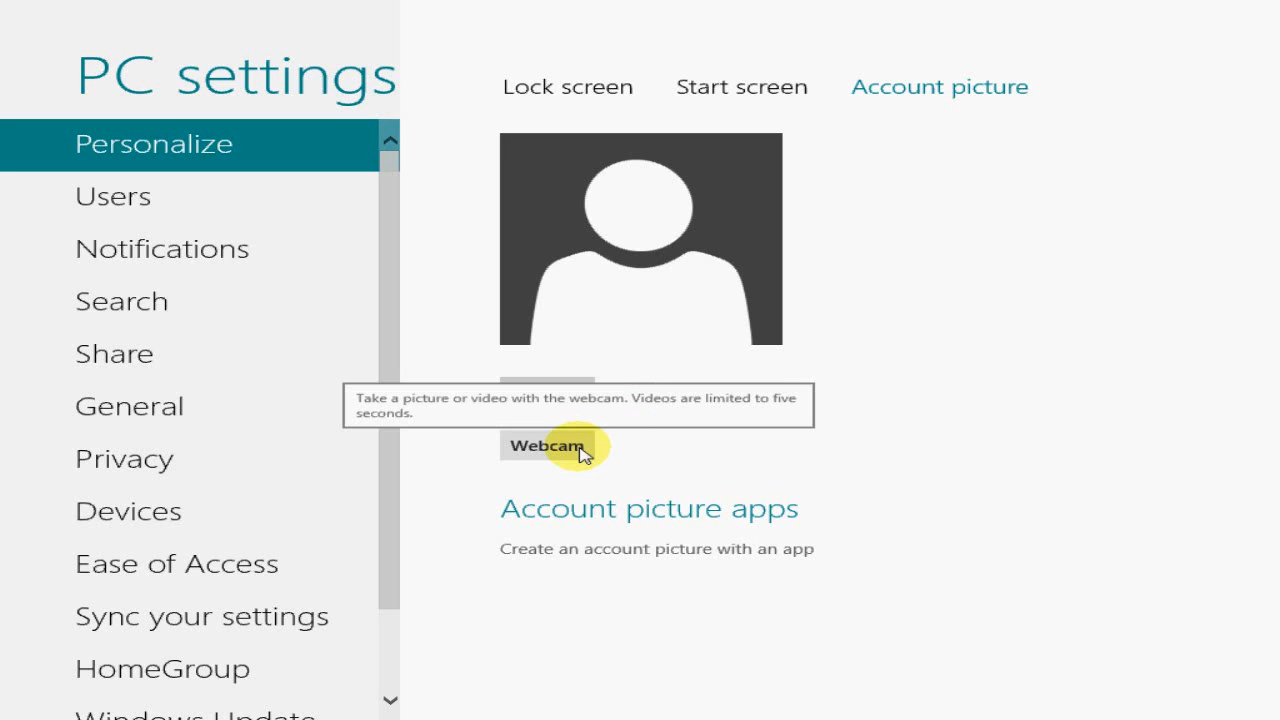 PC settings
Personalize
Users
Notifications
Search
Share
General
Privacy
Devices
Ease of Access
Sync your settings
HomeGroup
Windows Update
Lock screen
Start screen
Account picture
Take a picture or video with the webcam. Videos are limited to five
seconds.
Webcam
Account picture apps
Create an account picture with an app